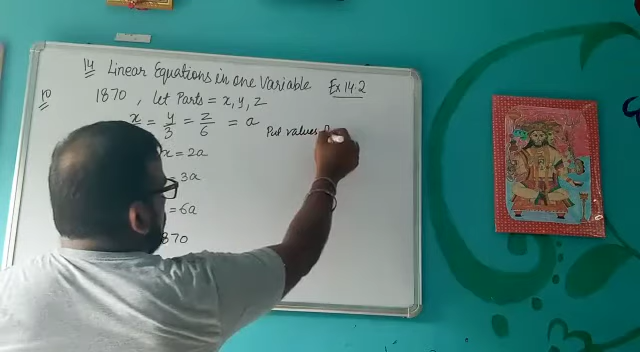 14 Linear Equations in one Variable Ex 14.2
10 1870, let Parts = x, y, z
x = y/3 = z/6 = a
Put values
x = 2a
= 3a
= 6a
870